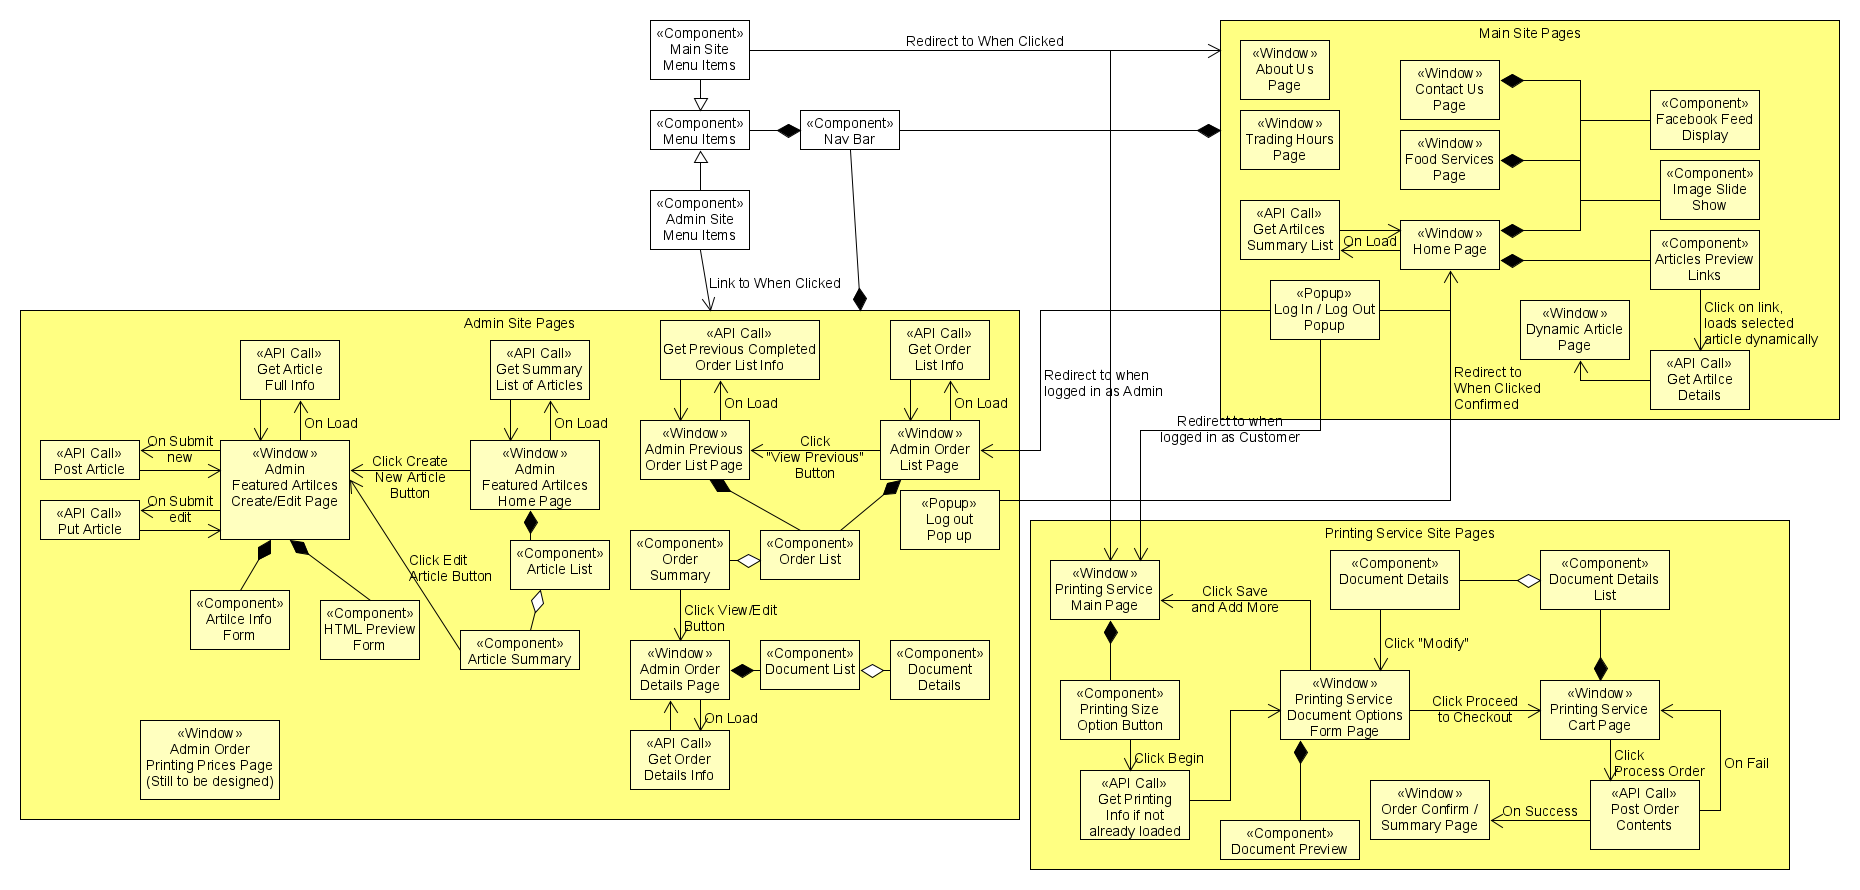 «Component»
Main Site
Menu Items
Redirect to When Clicked
«Component»
Menu Items
«Component»
Nav Bar
«Component»
Admin Site
Menu Items
Link to When Clicked
Main Site Pages
«Window»
About Us
Page
«Window»
Contact Us
Page
«Component»
Facebook Feed
Display
«Window»
Trading Hours
Page
«Window»
Food Services
Page
«Component»
Image Slide
Show
«API Call»
Get Artilces
Summary List
On Load
«Window»
Home Page
«Component»
Articles Preview
Links
«Popup»
Log In / Log Out
Popup
Click on link,
loads selected
article dynamically
«Window»
Dynamic Article
Page
«API Call»
Get Artilce
Details
Redirect to
When Clicked
Confirmed
Redirect to when
logged in as Admin
Redirect to when
logged in as Customer
Admin Site Pages
«API Call»
Get Article
Full Info
On Load
«API Call»
Get Summary
List of Articles
On Load
«API Call»
Get Previous Completed
Order List Info
On Load
«API Call»
Get Order
List Info
On Load
«API Call»
Post Article
On Submit
new
«API Call»
Put Article
On Submit
edit
«Window»
Admin
Featured Artilces
Create/Edit Page
Click Create
New Article
Button
«Window»
Admin
Featured Artilces
Home Page
«Window»
Admin Previous
Order List Page
Click
"View Previous"
Button
«Window»
Admin Order
List Page
«Popup»
Log out
Pop up
«Component»
Artilce Info
Form
«Component»
HTML Preview
Form
Click Edit
Article Button
«Component»
Article List
«Component»
Article Summary
«Component»
Order
Summary
«Component»
Order List
Click View/Edit
Button
«Window»
Admin Order
Details Page
«Component»
Document List
«Component»
Document
Details
On Load
«API Call»
Get Order
Details Info
«Window»
Admin Order
Printing Prices Page
(Still to be designed)
Printing Service Site Pages
«Window»
Printing Service
Main Page
Click Save
and Add More
«Component»
Document Details
«Component»
Document Details
List
Click "Modify"
«Component»
Printing Size
Option Button
«Window»
Printing Service
Document Options
Form Page
Click Proceed
to Checkout
«Window»
Printing Service
Cart Page
Click Begin
«API Call»
Get Printing
Info if not
already loaded
«Component»
Document Preview
Click
Process Order
On Fail
«Window»
Order Confirm /
Summary Page
On Success
«API Call»
Post Order
Contents